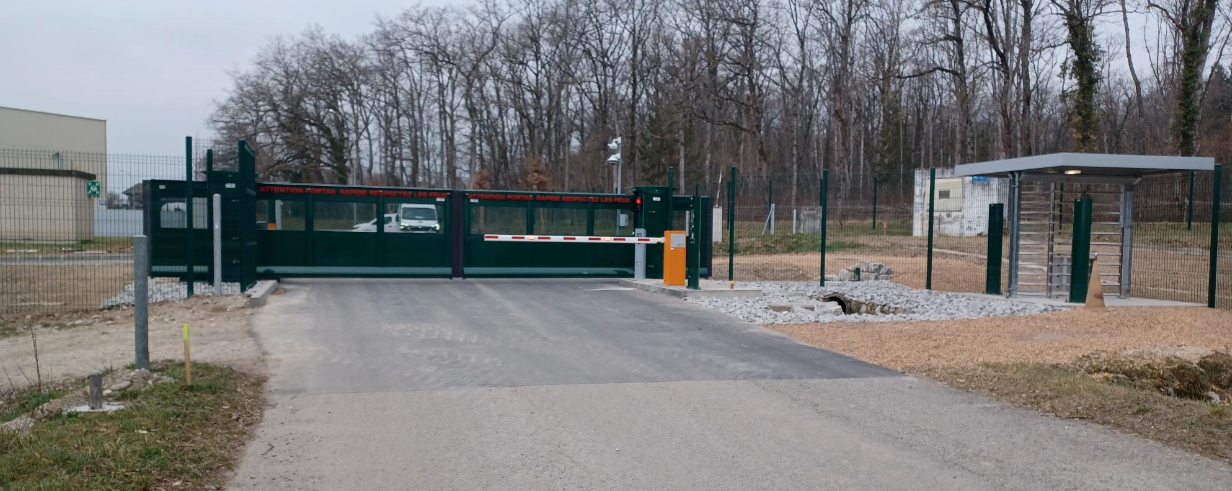 ATTENTION PORTAIL RAPIDE RESPECTEZ LES FEUX
ATTENTION PORTAIL RAPIDE RESPECTEZ LES FEUX